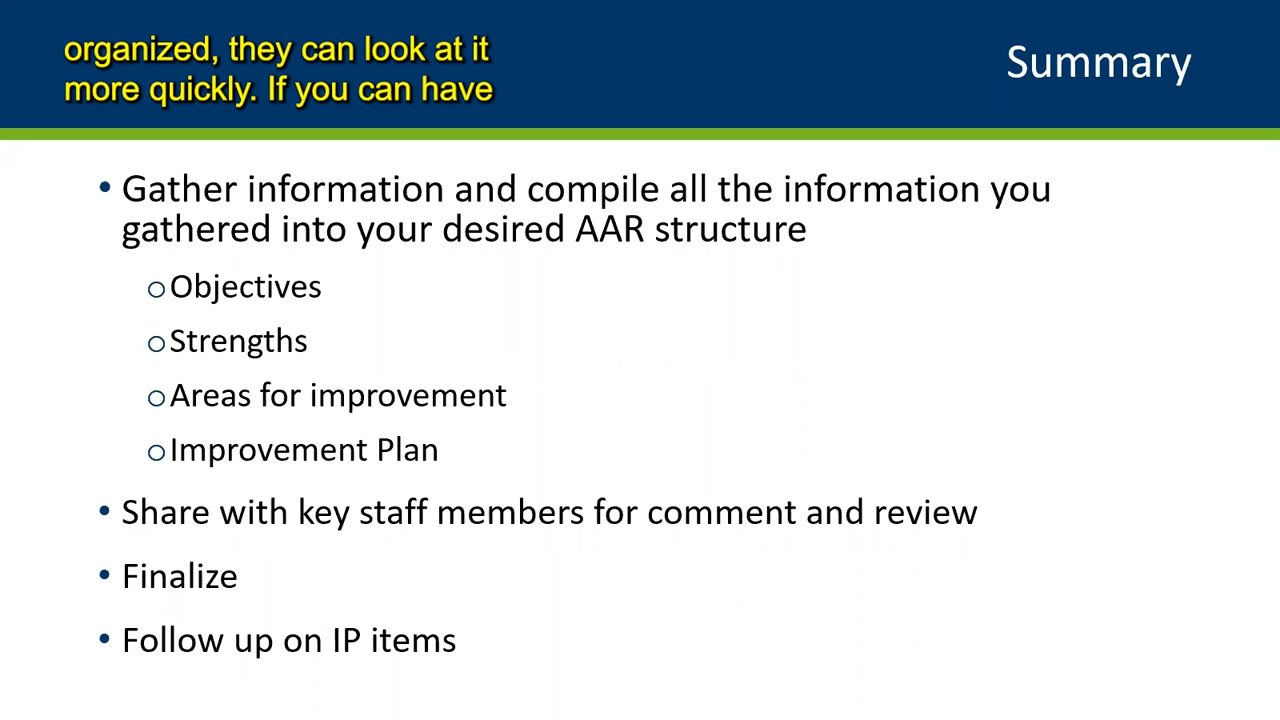 organized, they can look at it
more quickly. If you can have
Summary
• Gather information and compile all the information you
gathered into your desired AAR structure
o Objectives
o Strengths
o Areas for improvement
o Improvement Plan
• Share with key staff members for comment and review
• Finalize
• Follow up on IP items